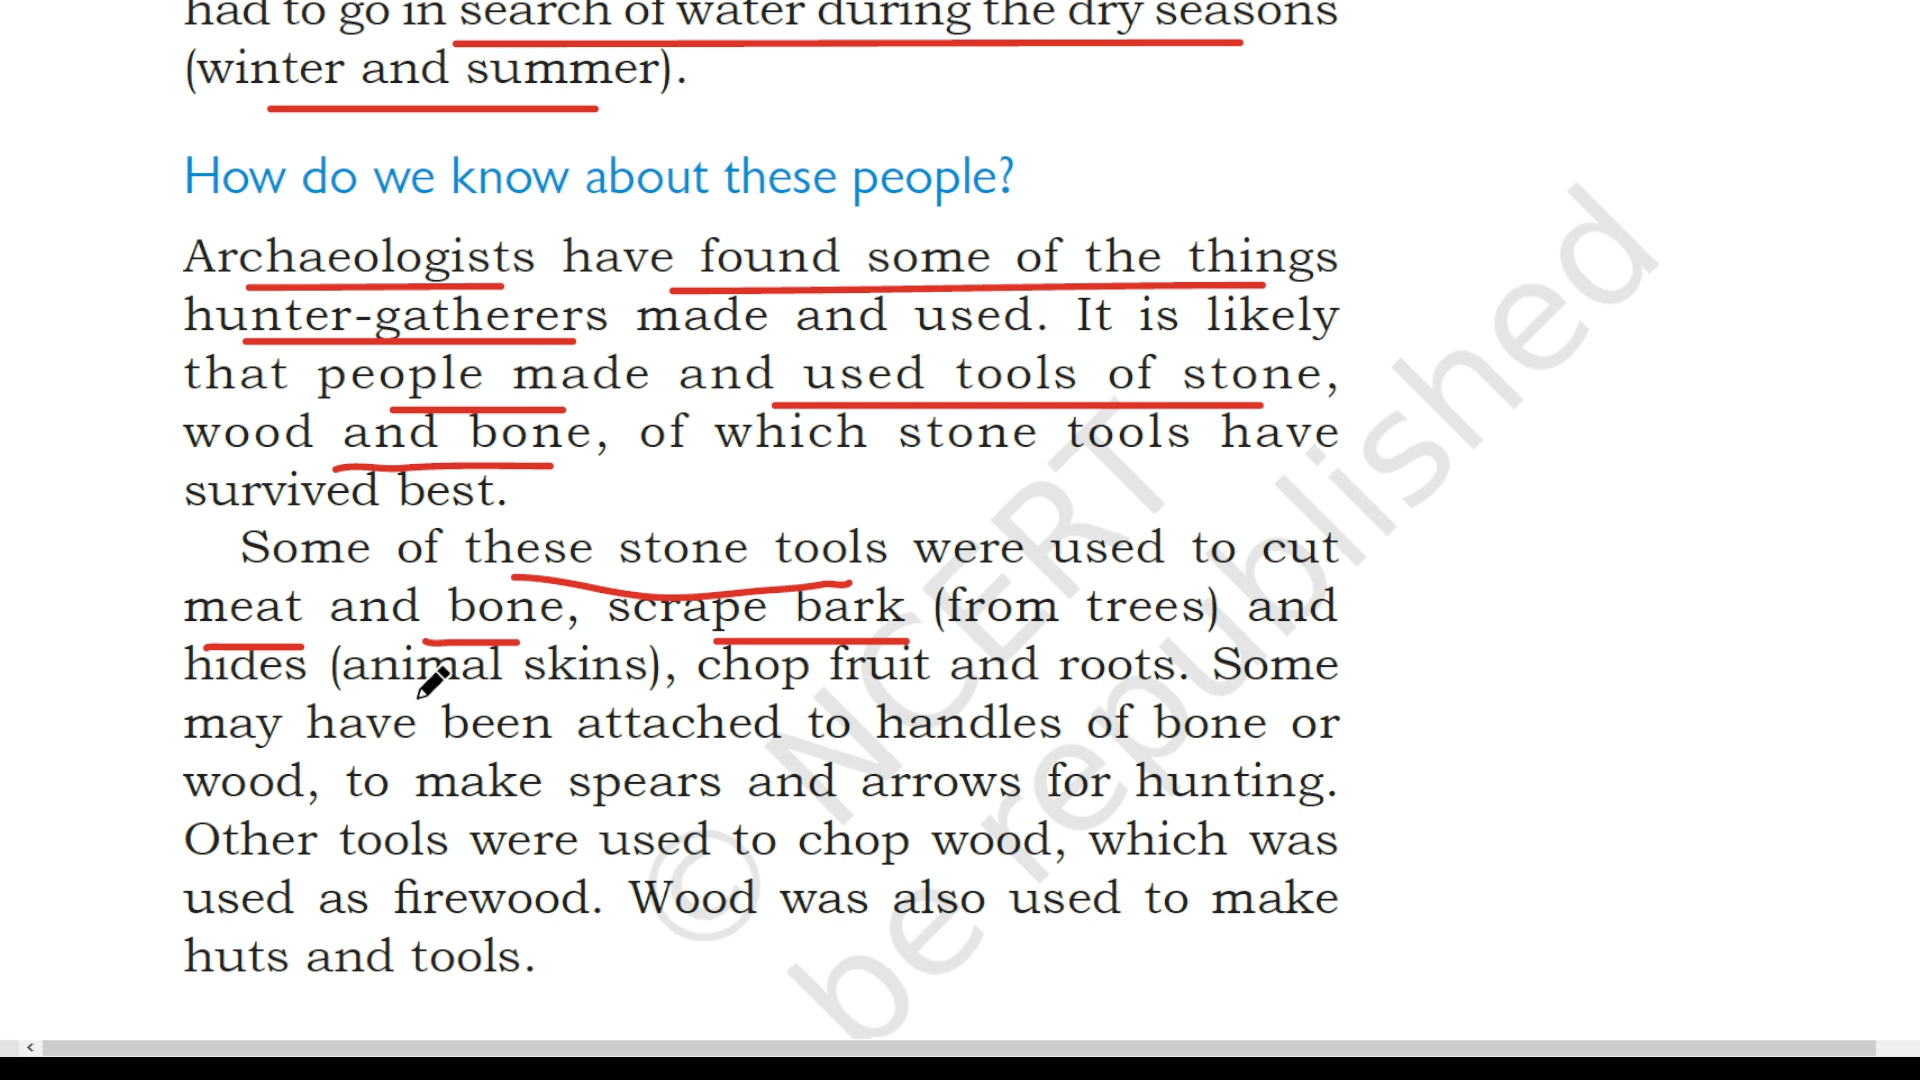 had to go in search of water during the dry seasons
(winter and summer).
How do we know about these people?
Archaeologists have found some of the things
hunter-gatherers made and used. It is likely
that people made and used tools of stone,
wood and bone, of which stone tools have
survived best.
Some of these stone tools were used to cut
meat and bone, scrape bark (from trees) and
hides (animal skins), chop fruit and roots. Some
may have been attached to handles of bone or
wood, to make spears and arrows for hunting.
Other tools were used to chop wood, which was
used as firewood. Wood was also used to make
huts and tools.
© NCERT
be republished